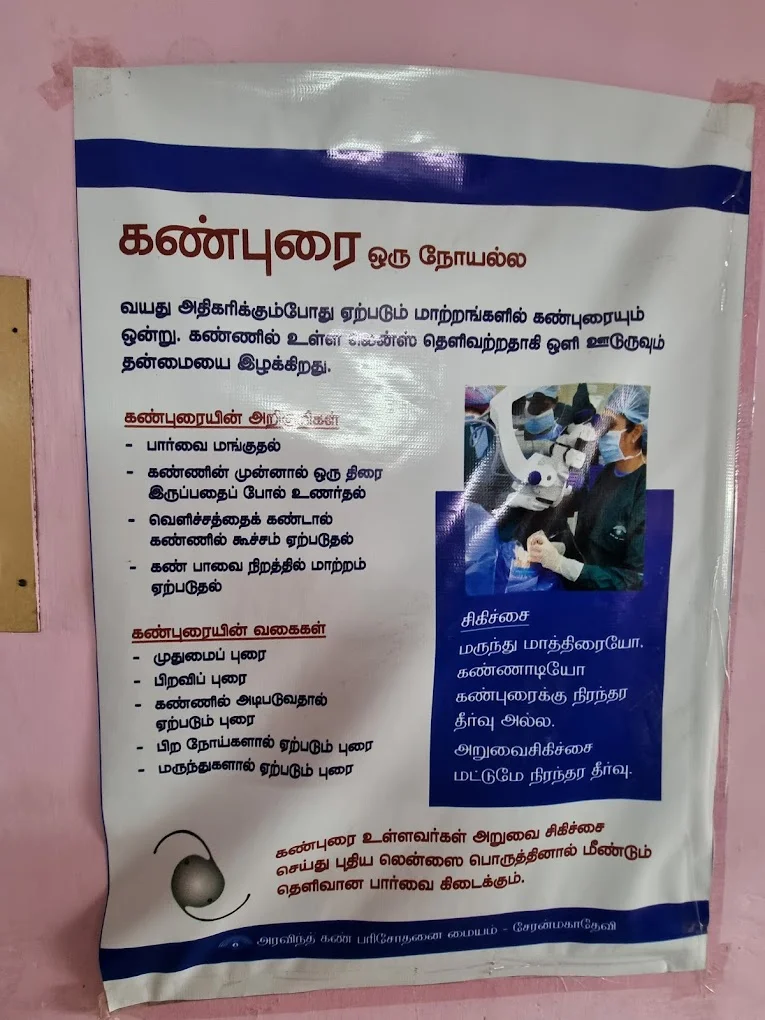 கண்புரை ஒரு நோயல்ல
வயது அதிகரிக்கும்போது ஏற்படும் மாற்றங்களில் கண்புரையும்
ஒன்று. கண்ணில் உள்ள லென்ஸ் தெளிவற்றதாகி ஒளி ஊடுருவும்
தன்மையை இழக்கிறது.
கண்புரையின் அறிகுறிகள்
- பார்வை மங்குதல்
- கண்ணின் முன்னால் ஒரு திரை
இருப்பதைப் போல் உணர்தல்
- வெளிச்சத்தைக் கண்டால்
கண்ணில் கூச்சம் ஏற்படுதல்
- கண் பாவை நிறத்தில் மாற்றம்
ஏற்படுதல்
கண்புரையின் வகைகள்
- முதுமைப் புரை
- பிறவிப் புரை
- கண்ணில் அடிபடுவதால்
ஏற்படும் புரை
- பிற நோய்களால் ஏற்படும் புரை
- மருந்துகளால் ஏற்படும் புரை
சிகிச்சை
மருந்து மாத்திரையோ.
கண்ணாடியோ
கண்புரைக்கு நிரந்தர
தீர்வு அல்ல.
அறுவைசிகிச்சை
மட்டுமே நிரந்தர தீர்வு.
கண்புரை உள்ளவர்கள் அறுவை சிகிச்சை
செய்து புதிய லென்ஸை பொருத்தினால் மீண்டும்
தெளிவான பார்வை கிடைக்கும்.
அரவிந்த் கண் பரிசோதனை மையம் - சேரன்மகாதேவி